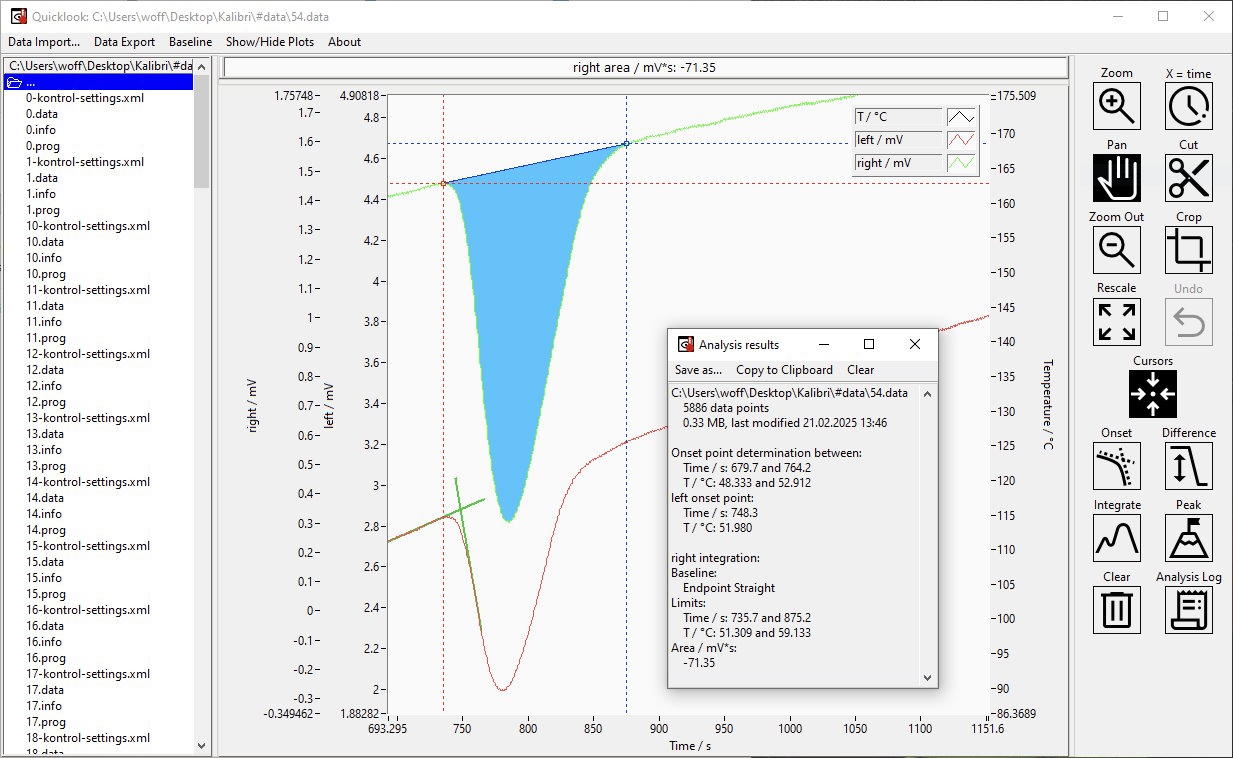 Quicklook: C:\Users\woff\Desktop\Kalibri\#data\54.data
Data Import... Data Export Baseline Show/Hide Plots About
C:\Users\woff\Desktop\Kalibri\#da
...
0-kontrol-settings.xml
0.data
0.info
0.prog
1-kontrol-settings.xml
1.data
1.info
1.prog
10-kontrol-settings.xml
10.data
10.info
10.prog
11-kontrol-settings.xml
11.data
11.info
11.prog
12-kontrol-settings.xml
12.data
12.info
12.prog
13-kontrol-settings.xml
13.data
13.info
13.prog
14-kontrol-settings.xml
14.data
14.info
14.prog
15-kontrol-settings.xml
15.data
15.info
15.prog
16-kontrol-settings.xml
16.data
16.info
16.prog
17-kontrol-settings.xml
17.data
17.info
17.prog
18-kontrol-settings.xml
18.data
right area / mV*s: -71.35
right / mV
1.75748
1.7
1.6
1.5
1.4
1.3
1.2
1.1
1
0.9
0.8
0.7
0.6
0.5
0.4
0.3
0.2
0.1
0
-0.1
-0.2
-0.3
-0.349462
left / mV
4.90818
4.8
4.6
4.4
4.2
4
3.8
3.6
3.4
3.2
3
2.8
2.6
2.4
2.2
2
1.88282
T / °C
left / mV
right / mV
175.509
170
165
160
155
150
145
140
135
130
125
120
115
110
105
100
95
90
86.3689
Temperature / °C
693.295 750 800 850 900 950 1000 1050 1100 1151.6
Time / s
Analysis results
Save as... Copy to Clipboard Clear
C:\Users\woff\Desktop\Kalibri\#data\54.data
5886 data points
0.33 MB, last modified 21.02.2025 13:46
Onset point determination between:
Time / s: 679.7 and 764.2
T / °C: 48.333 and 52.912
left onset point:
Time / s: 748.3
T / °C: 51.980
right integration:
Baseline:
Endpoint Straight
Limits:
Time / s: 735.7 and 875.2
T / °C: 51.309 and 59.133
Area / mV*s:
-71.35
Zoom X = time
Pan Cut
Zoom Out Crop
Rescale Undo
Cursors
Onset Difference
Integrate Peak
Clear Analysis Log